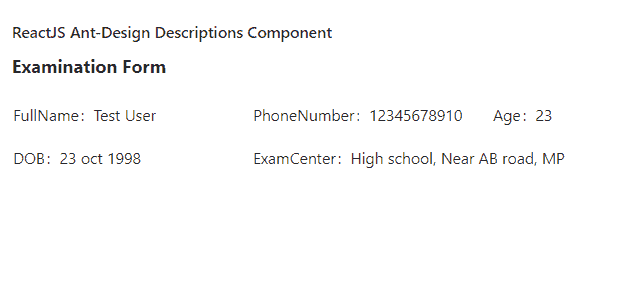 ReactJS Ant-Design Descriptions Component
Examination Form
FullName: Test User PhoneNumber: 12345678910 Age: 23
DOB: 23 oct 1998 ExamCenter: High school, Near AB road, MP